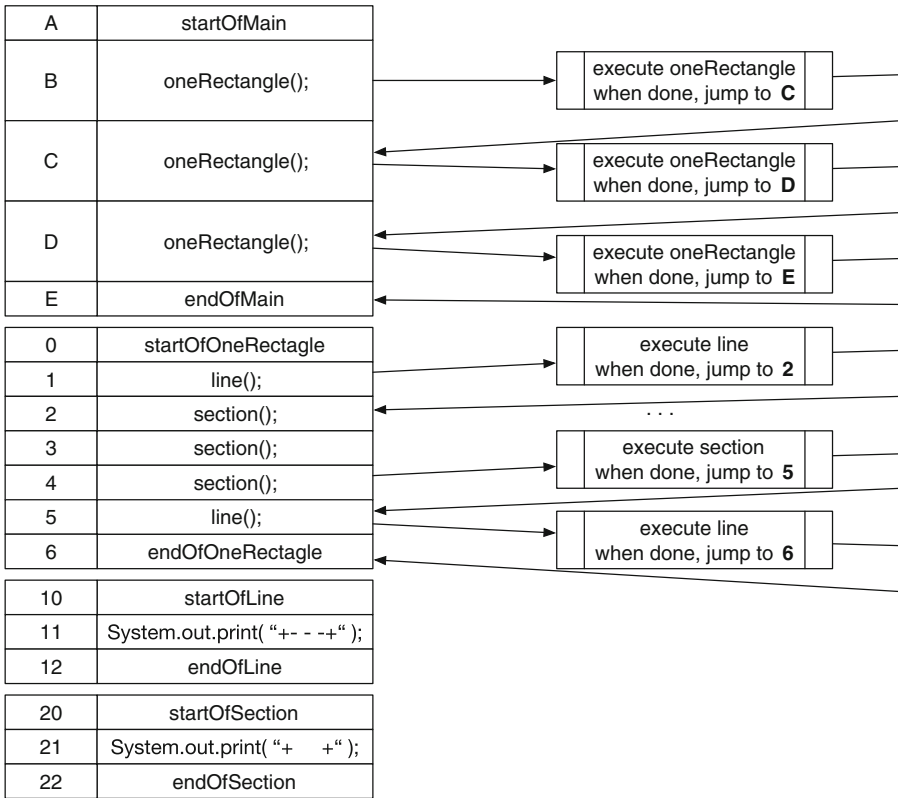 A startOfMain
B oneRectangle();
execute oneRectangle
when done, jump to C
C oneRectangle();
execute oneRectangle
when done, jump to D
D oneRectangle();
execute oneRectangle
when done, jump to E
E endOfMain
0 startOfOneRectagle
1 line();
execute line
when done, jump to 2
2 section();
. . .
3 section();
4 section();
execute section
when done, jump to 5
5 line();
execute line
when done, jump to 6
6 endOfOneRectagle
10 startOfLine
11 System.out.print( “+- - -+“ );
12 endOfLine
20 startOfSection
21 System.out.print( “+ +“ );
22 endOfSection